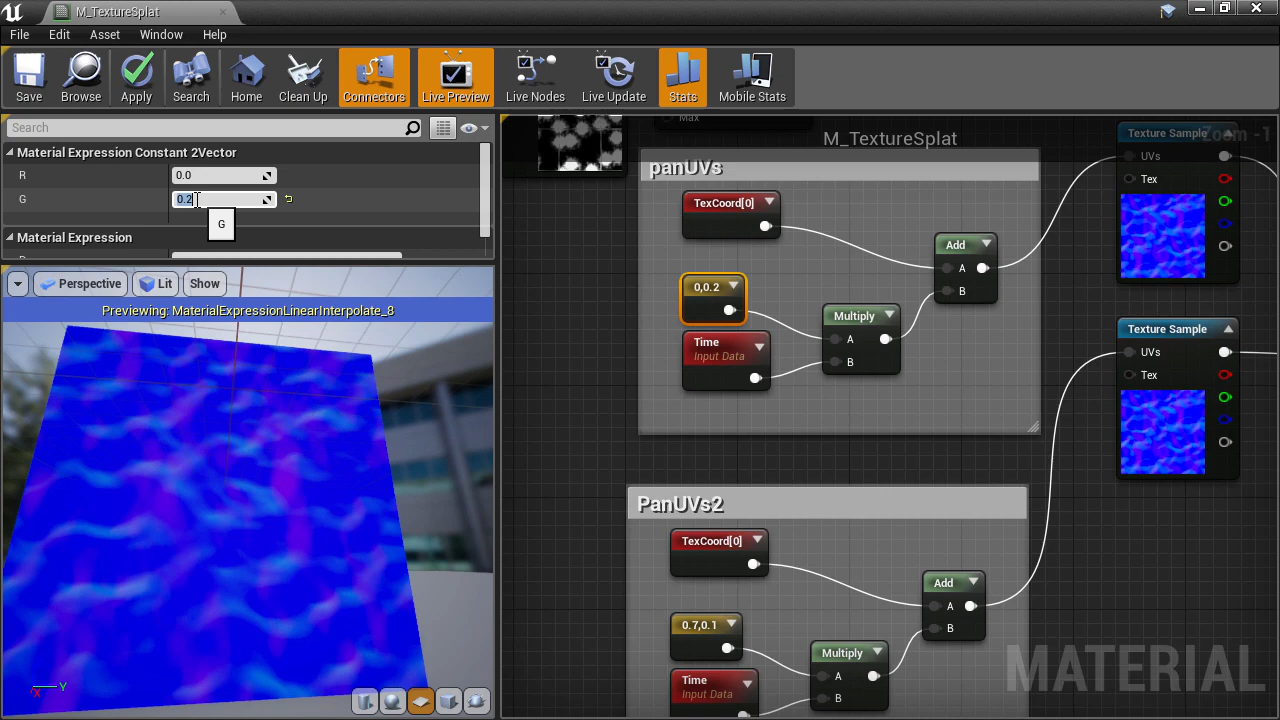 M_TextureSplat
File Edit Asset Window Help
Save Browse Apply Search Home Clean Up Connectors Live Preview Live Nodes Live Update Stats Mobile Stats
Search
Material Expression Constant 2Vector
R 0.0
G 0.2
G
Material Expression
Perspective Lit Show
Previewing: MaterialExpressionLinearInterpolate_8
X Y
Max
M_TextureSplat
Zoom -1
panUVs
TexCoord[0]
0,0.2
Time
Input Data
Multiply
A
B
Add
A
B
Texture Sample
UVs
Tex
Texture Sample
UVs
Tex
PanUVs2
TexCoord[0]
0.7,0.1
Time
Input Data
Multiply
A
B
Add
A
B
MATERIAL